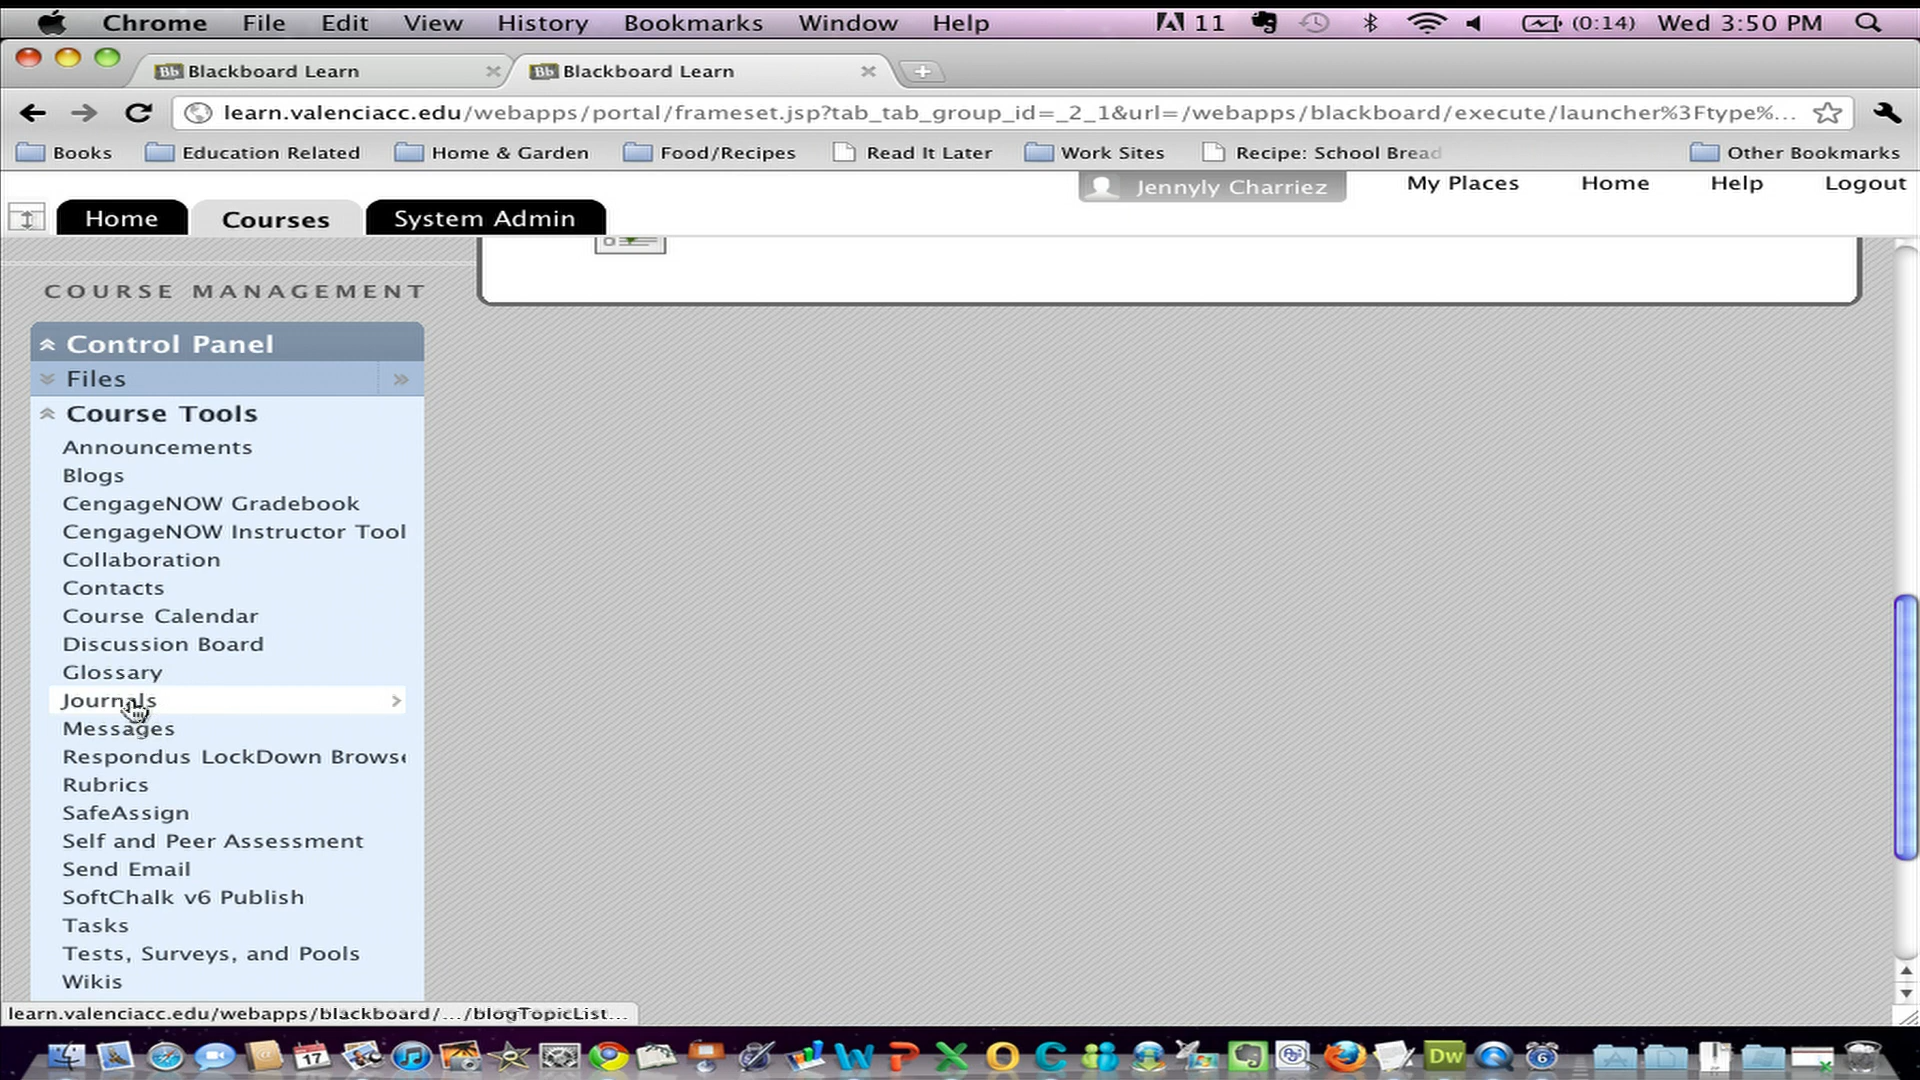 Chrome File Edit View History Bookmarks Window Help 11 (0:14) Wed 3:50 PM
Bb Blackboard Learn Bb Blackboard Learn
learn.valenciacc.edu/webapps/portal/frameset.jsp?tab_tab_group_id=_2_1&url=/webapps/blackboard/execute/launcher%3Ftype%...
Books Education Related Home & Garden Food/Recipes Read It Later Work Sites Recipe: School Bread Other Bookmarks
Jennyly Charriez My Places Home Help Logout
Home Courses System Admin
COURSE MANAGEMENT
Control Panel
Files
Course Tools
Announcements
Blogs
CengageNOW Gradebook
CengageNOW Instructor Tool
Collaboration
Contacts
Course Calendar
Discussion Board
Glossary
Journals
Messages
Respondus LockDown Browse
Rubrics
SafeAssign
Self and Peer Assessment
Send Email
SoftChalk v6 Publish
Tasks
Tests, Surveys, and Pools
Wikis
learn.valenciacc.edu/webapps/blackboard/.../blogTopicList...
17 Dw 6